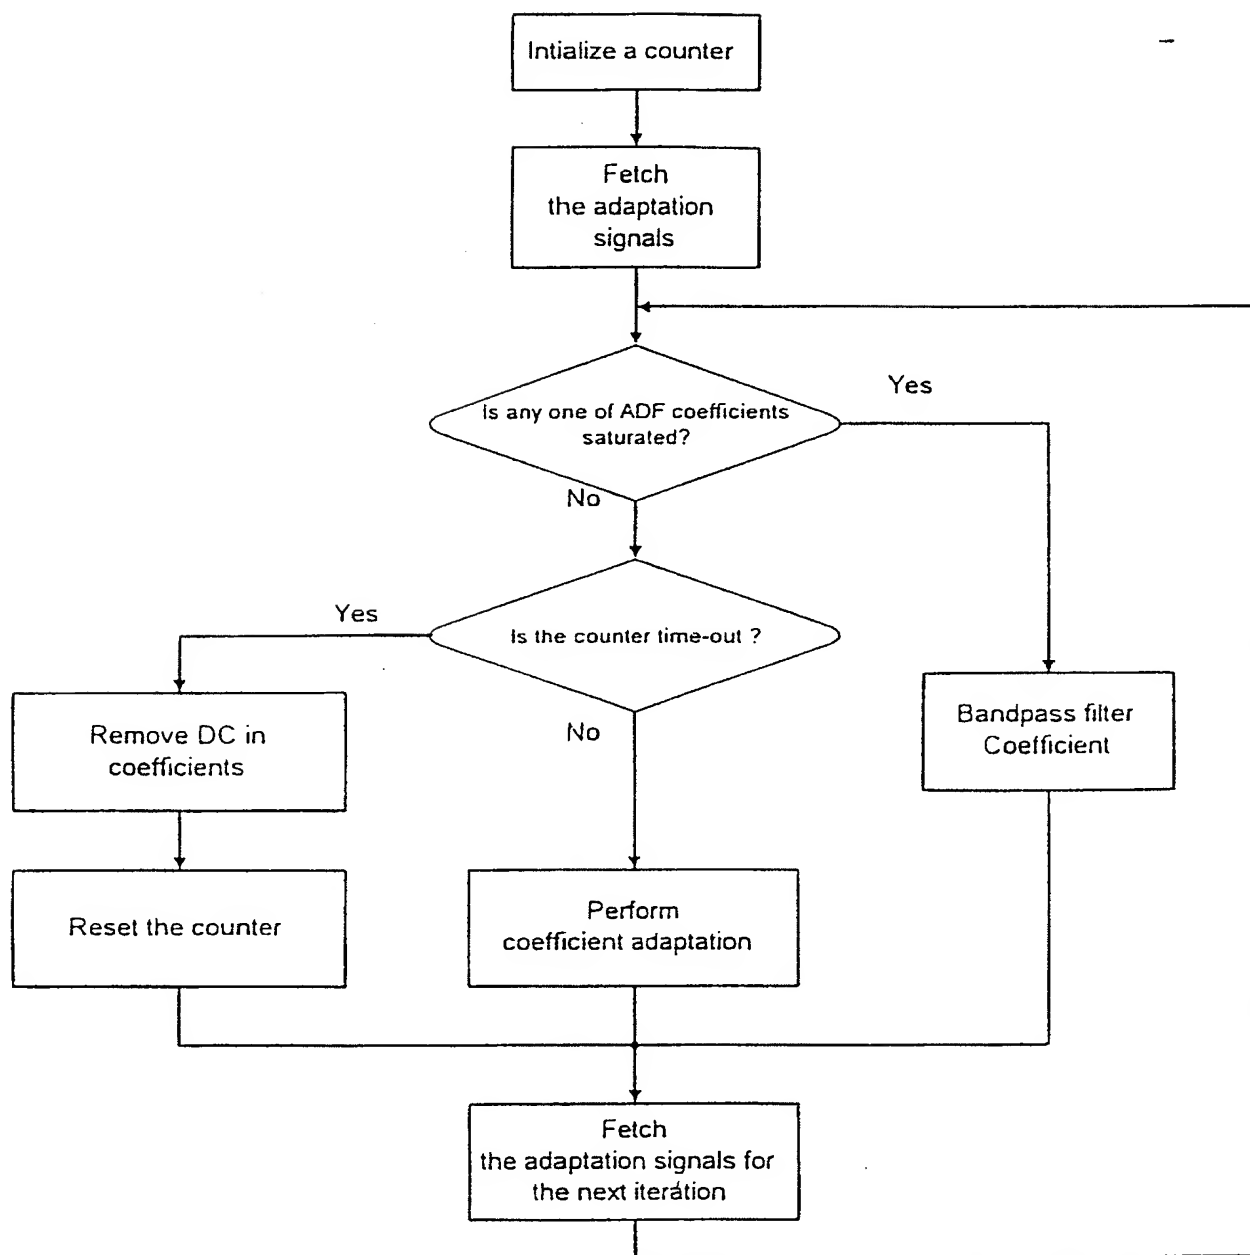 Intialize a counter
Fetch
the adaptation
signals
Is any one of ADF coefficients
saturated?
Yes
No
Is the counter time-out ?
Yes
No
Remove DC in
coefficients
Bandpass filter
Coefficient
Reset the counter
Perform
coefficient adaptation
Fetch
the adaptation signals for
the next iterátion